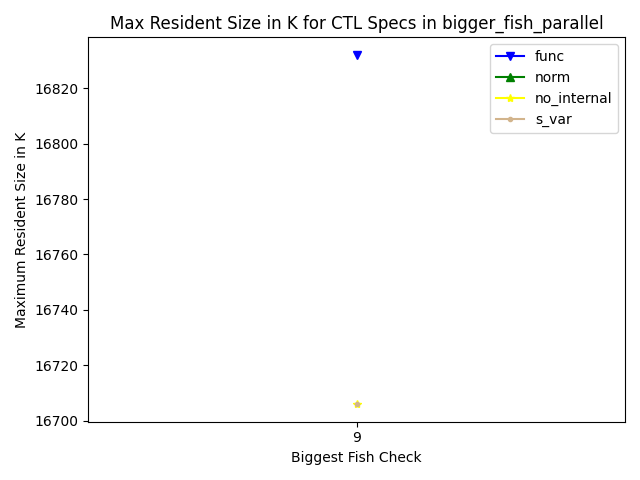 Max Resident Size in K for CTL Specs in bigger_fish_parallel
func
norm
no_internal
s_var
Maximum Resident Size in K
16820
16800
16780
16760
16740
16720
16700
9
Biggest Fish Check